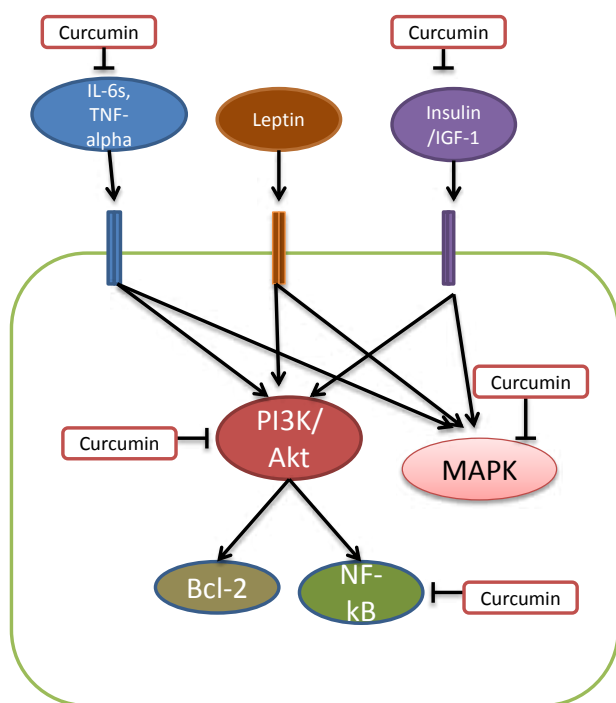 Curcumin
Curcumin
IL-6s,
TNF-
alpha
Leptin
Insulin
/IGF-1
Curcumin
PI3K/
Akt
Curcumin
MAPK
Bcl-2
NF-
kB
Curcumin